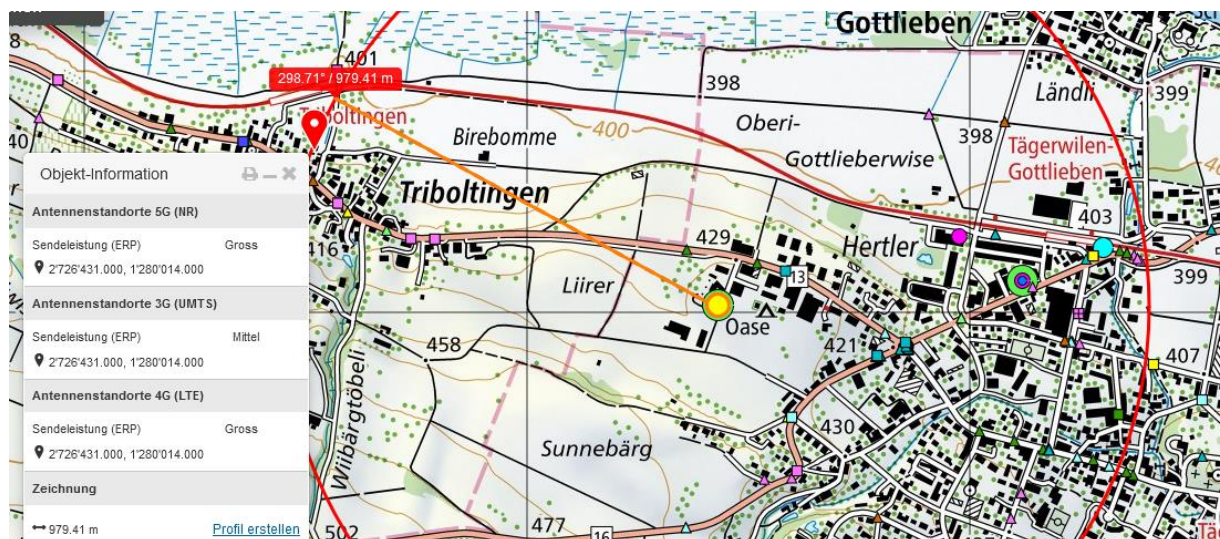 Gottlieben
401
298.71° / 979.41 m
Triboltingen
398
Ländli
399
400
Birebomme
Oberi-
398
Tägerwilen-
Gottlieben
Gottlieberwise
Objekt-Information
Triboltingen
Antennenstandorte 5G (NR)
403
Sendeleistung (ERP) Gross
416
429
Hertler
2'726'431.000, 1'280'014.000
13
399
Liirer
Antennenstandorte 3G (UMTS)
Oase
Sendeleistung (ERP) Mittel
458
421
407
2'726'431.000, 1'280'014.000
Wilbärgtöbeli
Antennenstandorte 4G (LTE)
Sendeleistung (ERP) Gross
430
Sunnebärg
2'726'431.000, 1'280'014.000
Zeichnung
979.41 m Profil erstellen
502
477
16